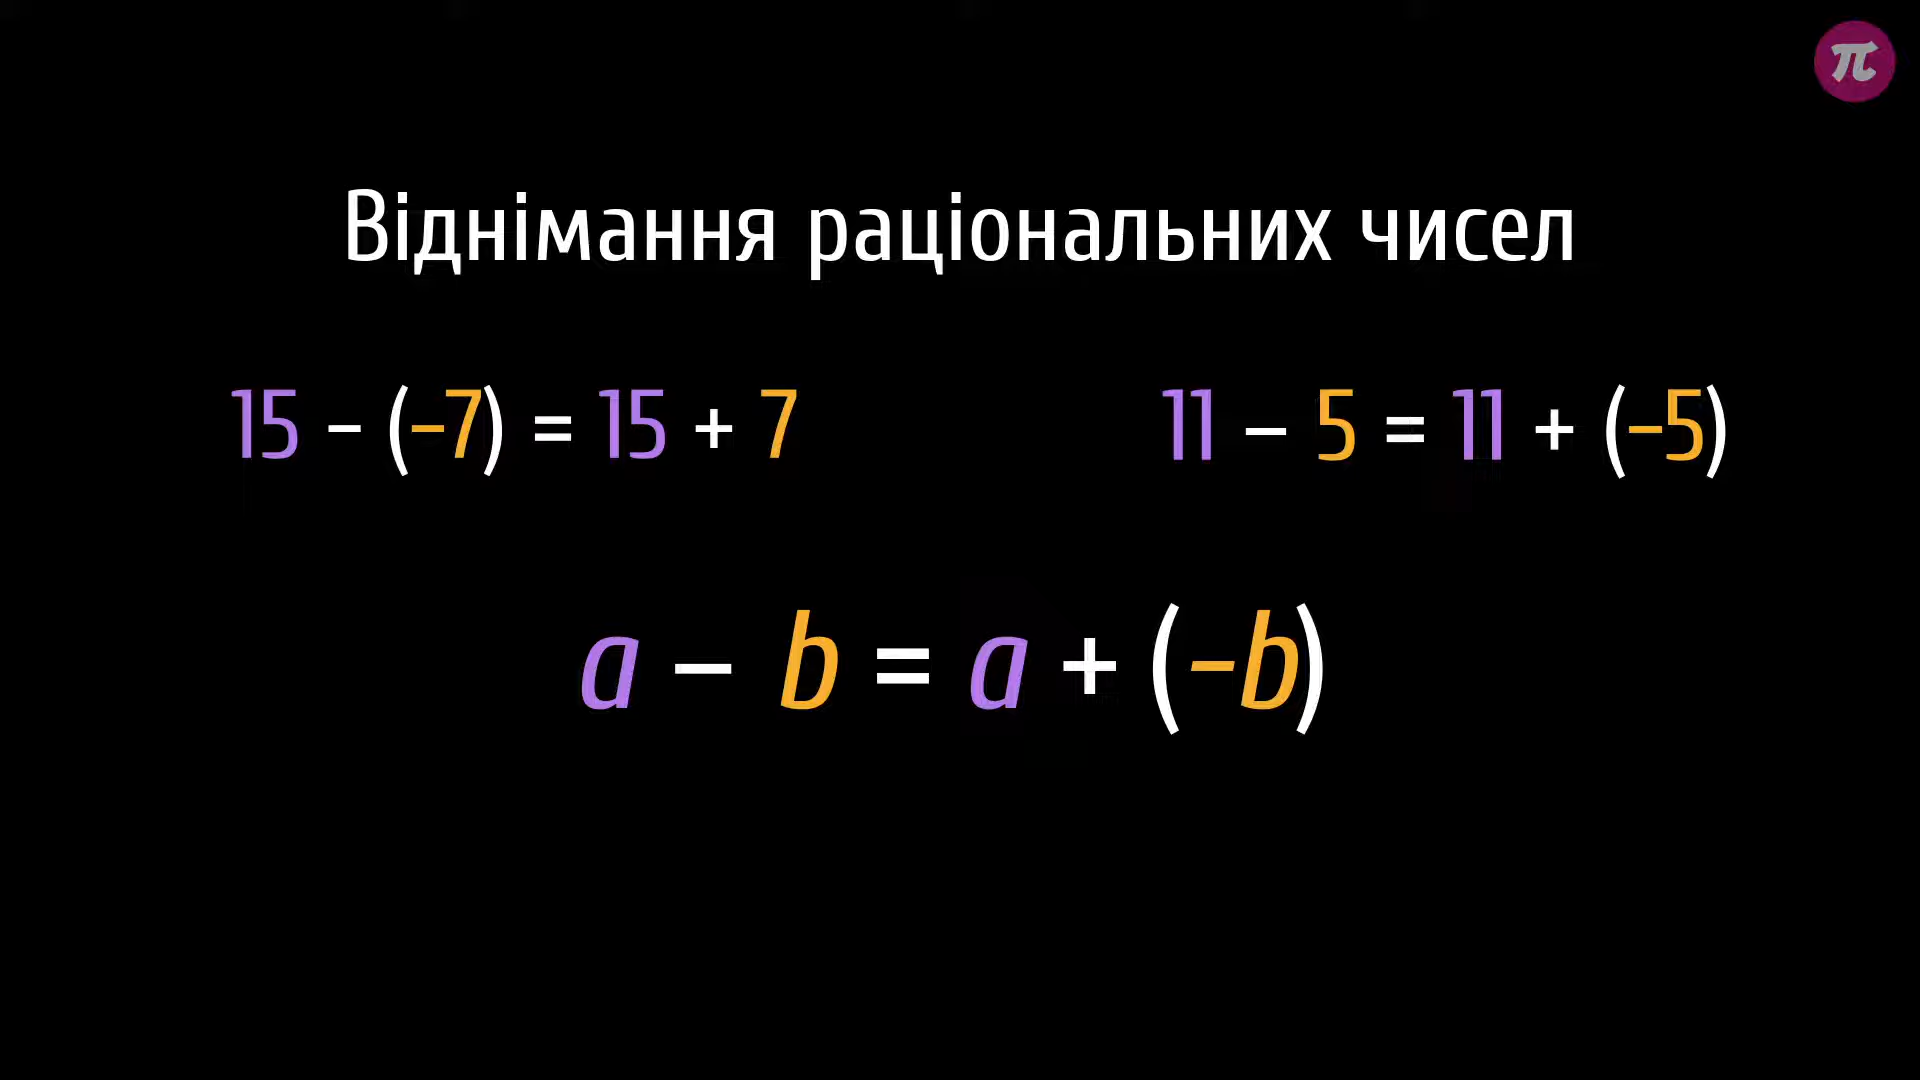 π
Віднімання раціональних чисел
15 – (–7) = 15 + 7
11 – 5 = 11 + (–5)
a – b = a + (–b)